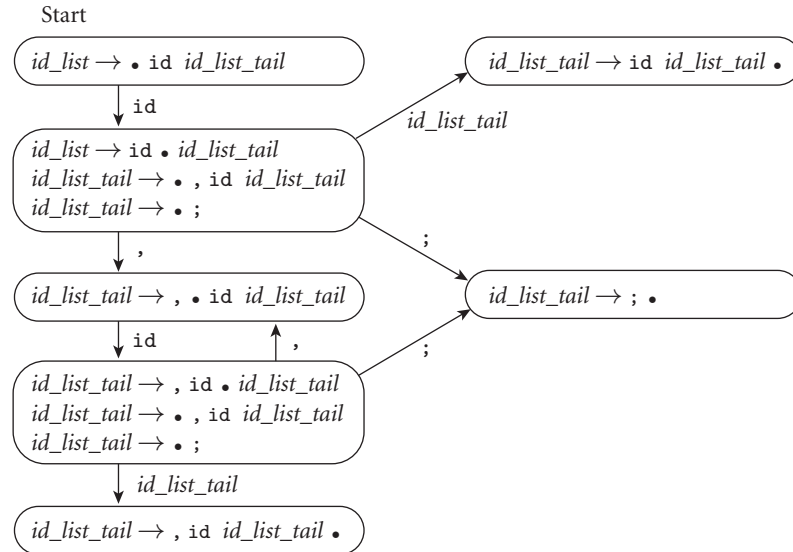 Start
id_list → • id id_list_tail
id_list_tail → id id_list_tail •
id
id_list_tail
id_list → id • id_list_tail
id_list_tail → • , id id_list_tail
id_list_tail → • ;
;
,
id_list_tail → , • id id_list_tail
id_list_tail → ; •
id
,
;
id_list_tail → , id • id_list_tail
id_list_tail → • , id id_list_tail
id_list_tail → • ;
id_list_tail
id_list_tail → , id id_list_tail •